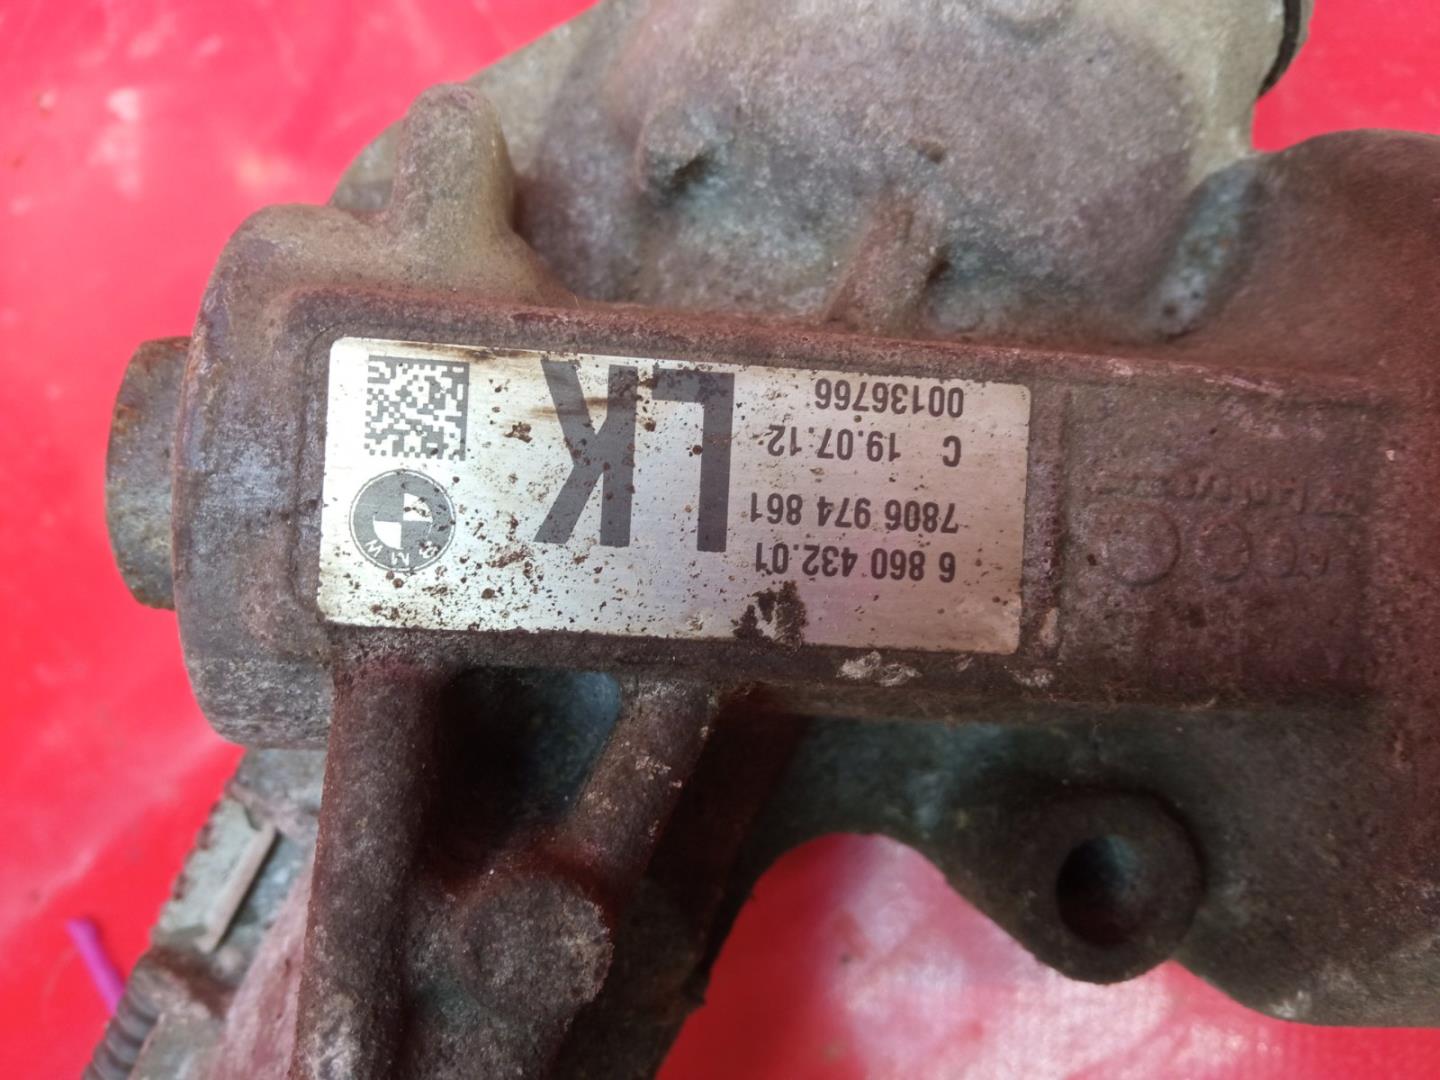 6 860 432.01
7806 974 861
C 19.07.12
00136766
LK
BMW